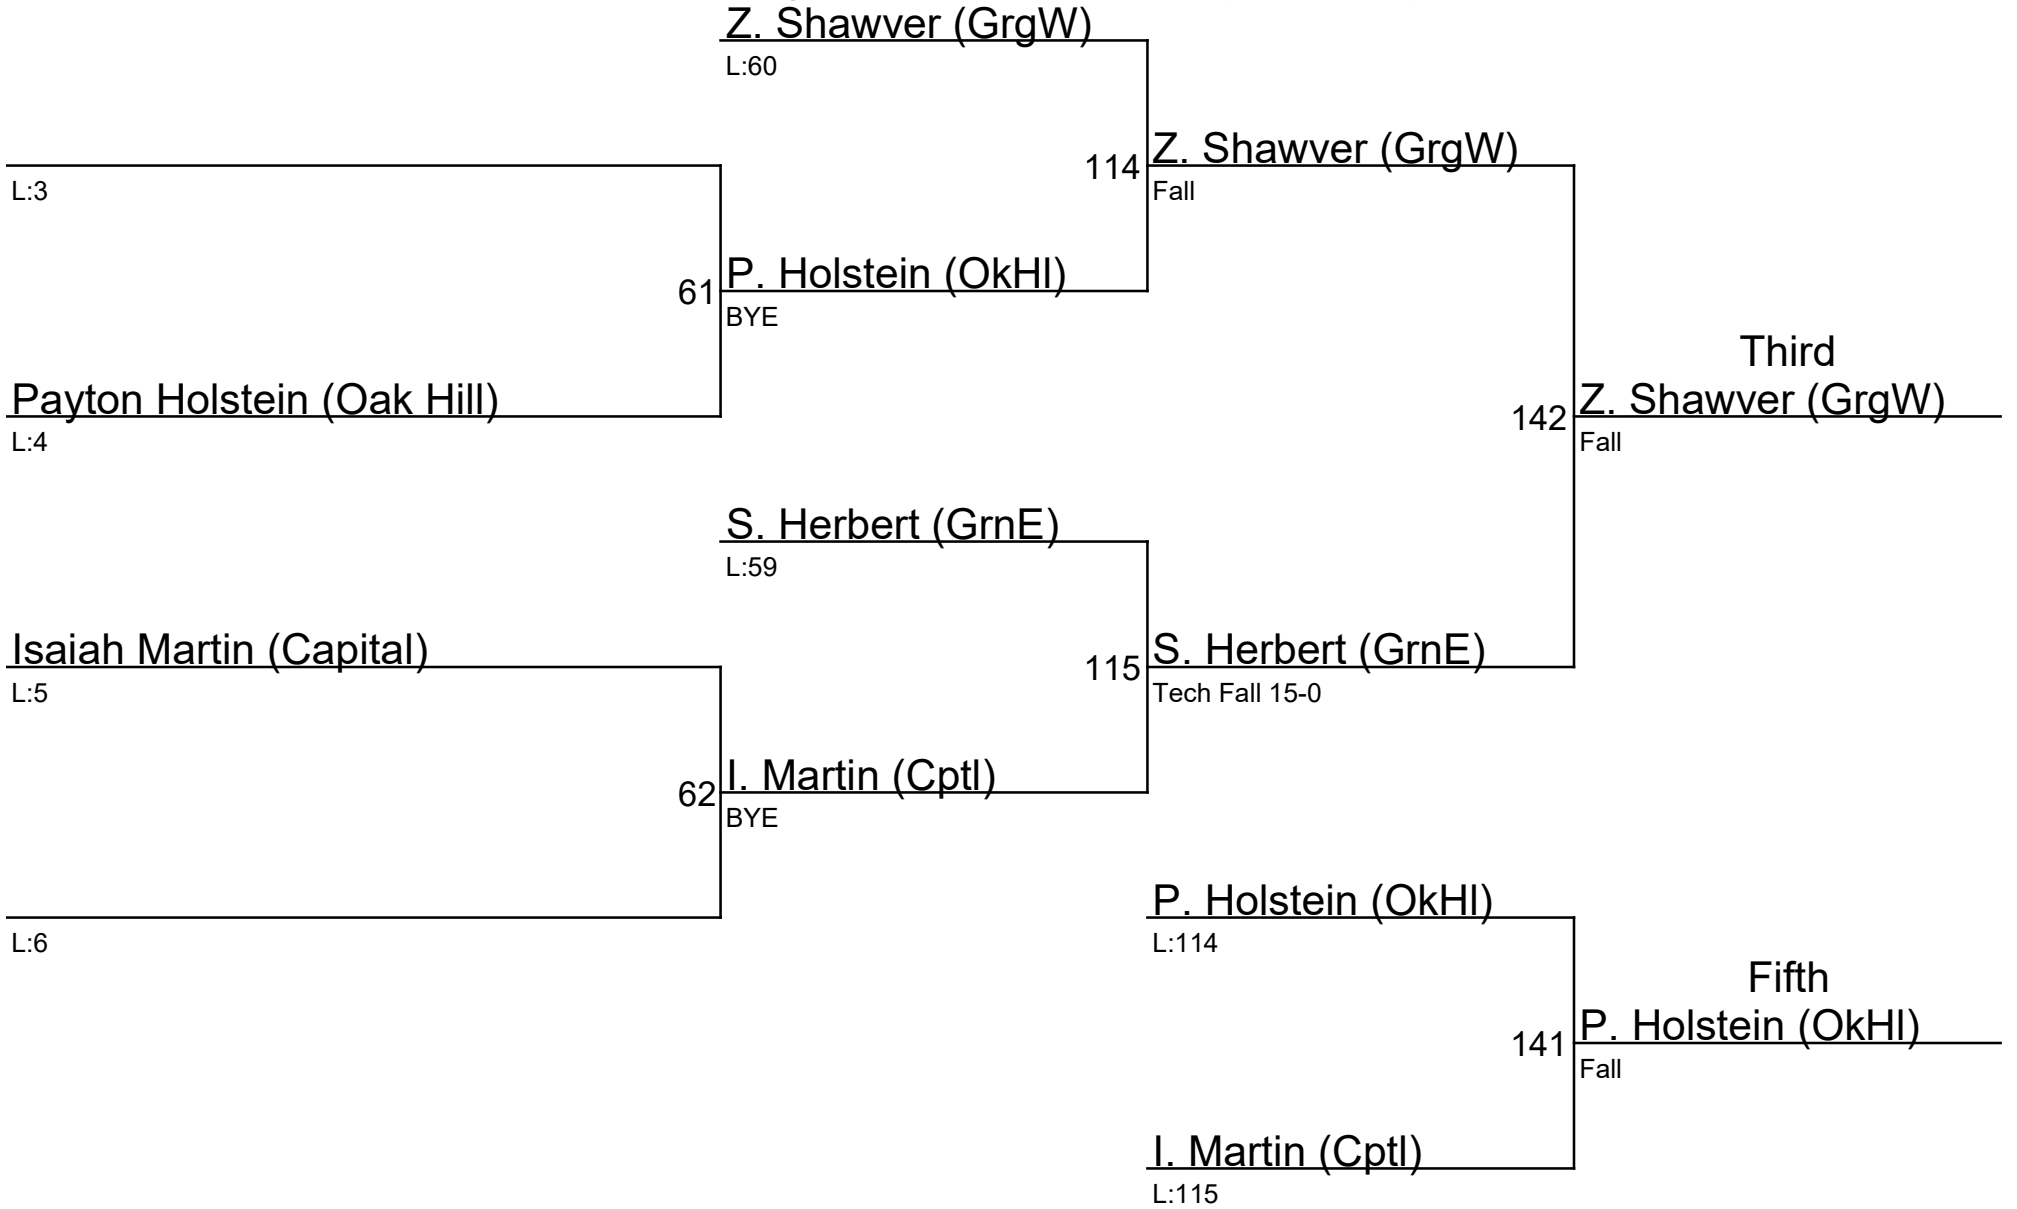 Z. Shawver (GrgW)
L:60
114
Z. Shawver (GrgW)
Fall
L:3
61
P. Holstein (OkHl)
BYE
Third
Payton Holstein (Oak Hill)
L:4
142
Z. Shawver (GrgW)
Fall
S. Herbert (GrnE)
L:59
Isaiah Martin (Capital)
L:5
115
S. Herbert (GrnE)
Tech Fall 15-0
62
I. Martin (Cptl)
BYE
P. Holstein (OkHl)
L:114
L:6
Fifth
141
P. Holstein (OkHl)
Fall
I. Martin (Cptl)
L:115